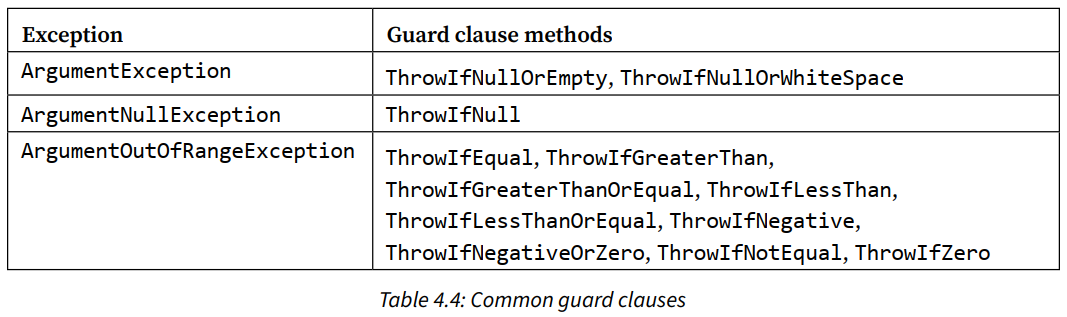 Exception
Guard clause methods
ArgumentException
ThrowIfNullOrEmpty, ThrowIfNullOrWhiteSpace
ArgumentNullException
ThrowIfNull
ArgumentOutOfRangeException
ThrowIfEqual, ThrowIfGreaterThan,
ThrowIfGreaterThanOrEqual, ThrowIfLessThan,
ThrowIfLessThanOrEqual, ThrowIfNegative,
ThrowIfNegativeOrZero, ThrowIfNotEqual, ThrowIfZero
Table 4.4: Common guard clauses